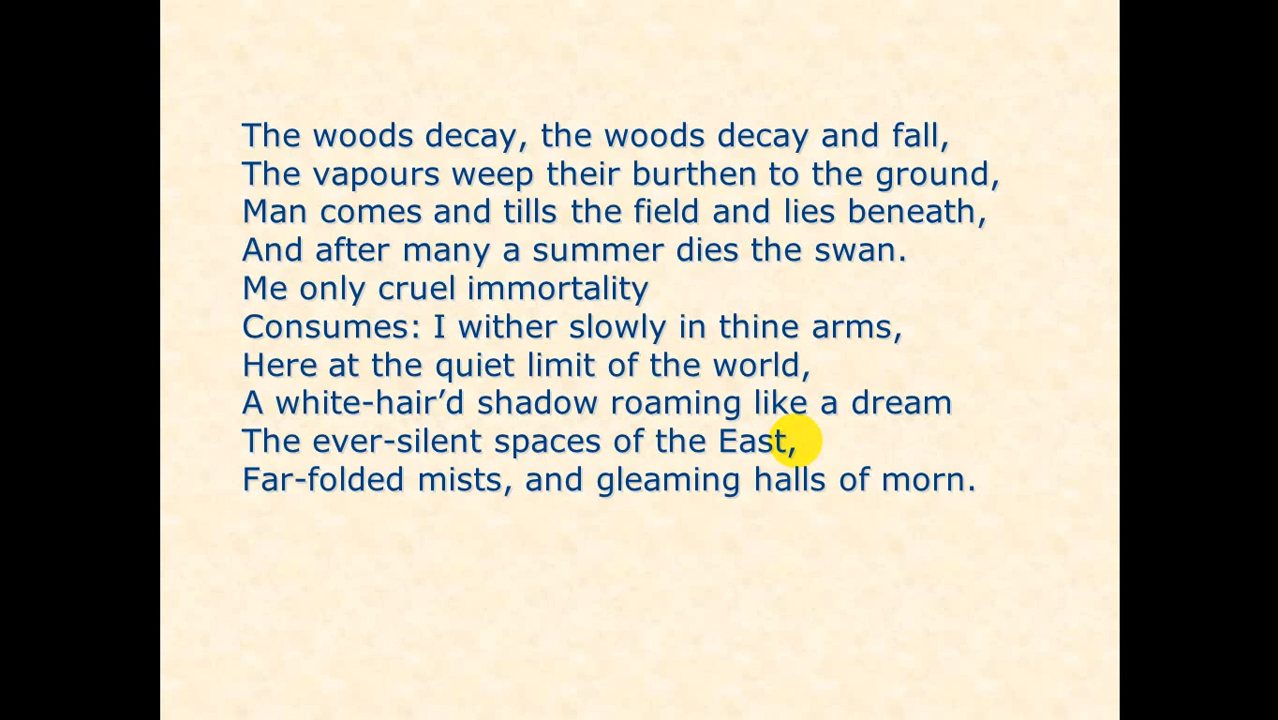 The woods decay, the woods decay and fall,
The vapours weep their burthen to the ground,
Man comes and tills the field and lies beneath,
And after many a summer dies the swan.
Me only cruel immortality
Consumes: I wither slowly in thine arms,
Here at the quiet limit of the world,
A white-hair’d shadow roaming like a dream
The ever-silent spaces of the East,
Far-folded mists, and gleaming halls of morn.